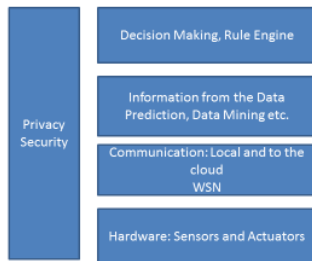 Privacy
Security
Decision Making, Rule Engine
Information from the Data
Prediction, Data Mining etc.
Communication: Local and to the
cloud
WSN
Hardware: Sensors and Actuators